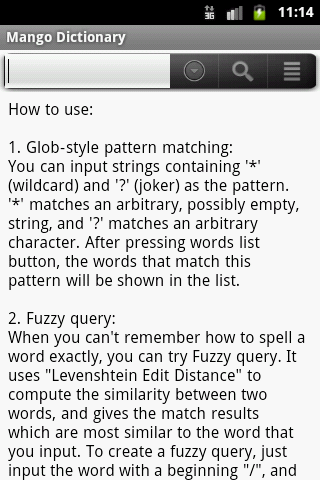 3G 11:14
Mango Dictionary
How to use:
1. Glob-style pattern matching:
You can input strings containing '*'
(wildcard) and '?' (joker) as the pattern.
'*' matches an arbitrary, possibly empty,
string, and '?' matches an arbitrary
character. After pressing words list
button, the words that match this
pattern will be shown in the list.
2. Fuzzy query:
When you can't remember how to spell a
word exactly, you can try Fuzzy query. It
uses "Levenshtein Edit Distance" to
compute the similarity between two
words, and gives the match results
which are most similar to the word that
you input. To create a fuzzy query, just
input the word with a beginning "/", and